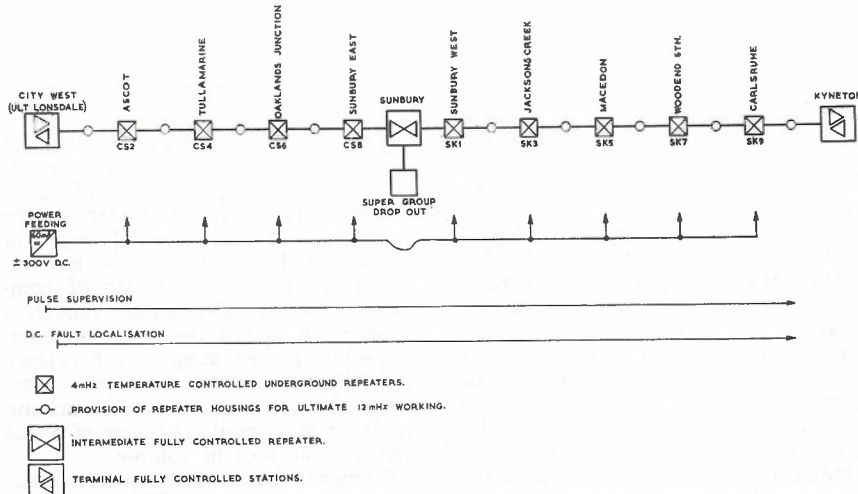 CITY WEST
(ULT LONSDALE)
ASCOT
TULLAMARINE
OAKLANDS JUNCTION
SUNBURY EAST
SUNBURY
SUNBURY WEST
JACKSONS CREEK
MACEDON
WOODEND STH.
CARLSRUHE
KYNETON
CS2
CS4
CS6
CS8
SK1
SK3
SK5
SK7
SK9
SUPER GROUP
DROP OUT
POWER
FEEDING
60mA
±300V D.C.
PULSE SUPERVISION
D.C. FAULT LOCALISATION
4mHz TEMPERATURE CONTROLLED UNDERGROUND REPEATERS.
PROVISION OF REPEATER HOUSINGS FOR ULTIMATE 12mHz WORKING.
INTERMEDIATE FULLY CONTROLLED REPEATER.
TERMINAL FULLY CONTROLLED STATIONS.